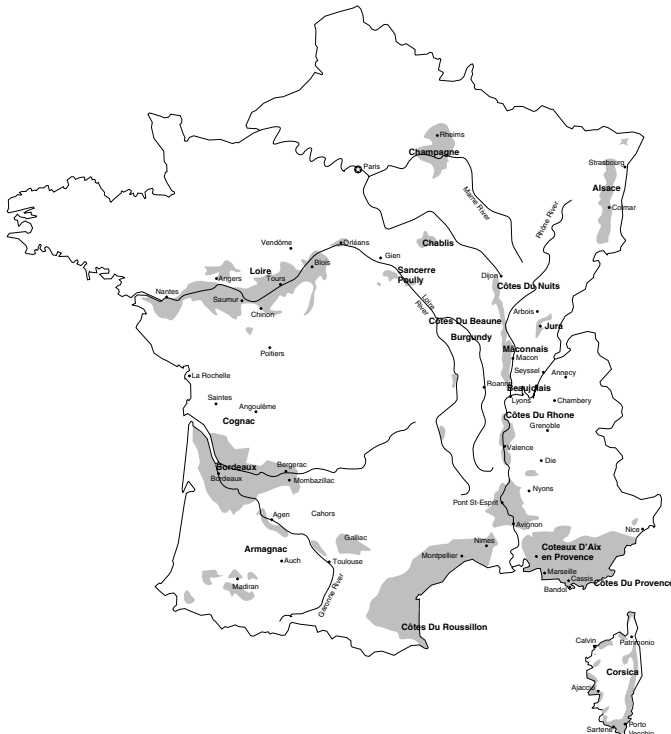 Rheims
Champagne
Paris
Strasbourg
Alsace
Colmar
Marne River
Rhône River
Vendôme
Orléans
Chablis
Gien
Blois
Loire
Angers
Tours
Sancerre
Pouilly
Dijon
Côtes Du Nuits
Nantes
Saumur
Chinon
Loire
River
Arbois
Côtes Du Beaune
Jura
Burgundy
Poitiers
Mâconnais
Macon
Seyssel
Annecy
La Rochelle
Roanne
Beaujolais
Saintes
Lyons
Chambery
Angoulême
Côtes Du Rhone
Cognac
Grenoble
Valence
Die
Bordeaux
Bergerac
Bordeaux
Mombazillac
Nyons
Pont St-Esprit
Agen
Cahors
Avignon
Nice
Galliac
Nimes
Armagnac
Coteaux D'Aix
en Provence
Montpellier
Auch
Toulouse
Marseille
Cassis
Côtes Du Provence
Madiran
Bandol
Garonne River
Côtes Du Roussillon
Calvin
Patrimonio
Corsica
Ajaccio
Sartene
Porto
Vecchio